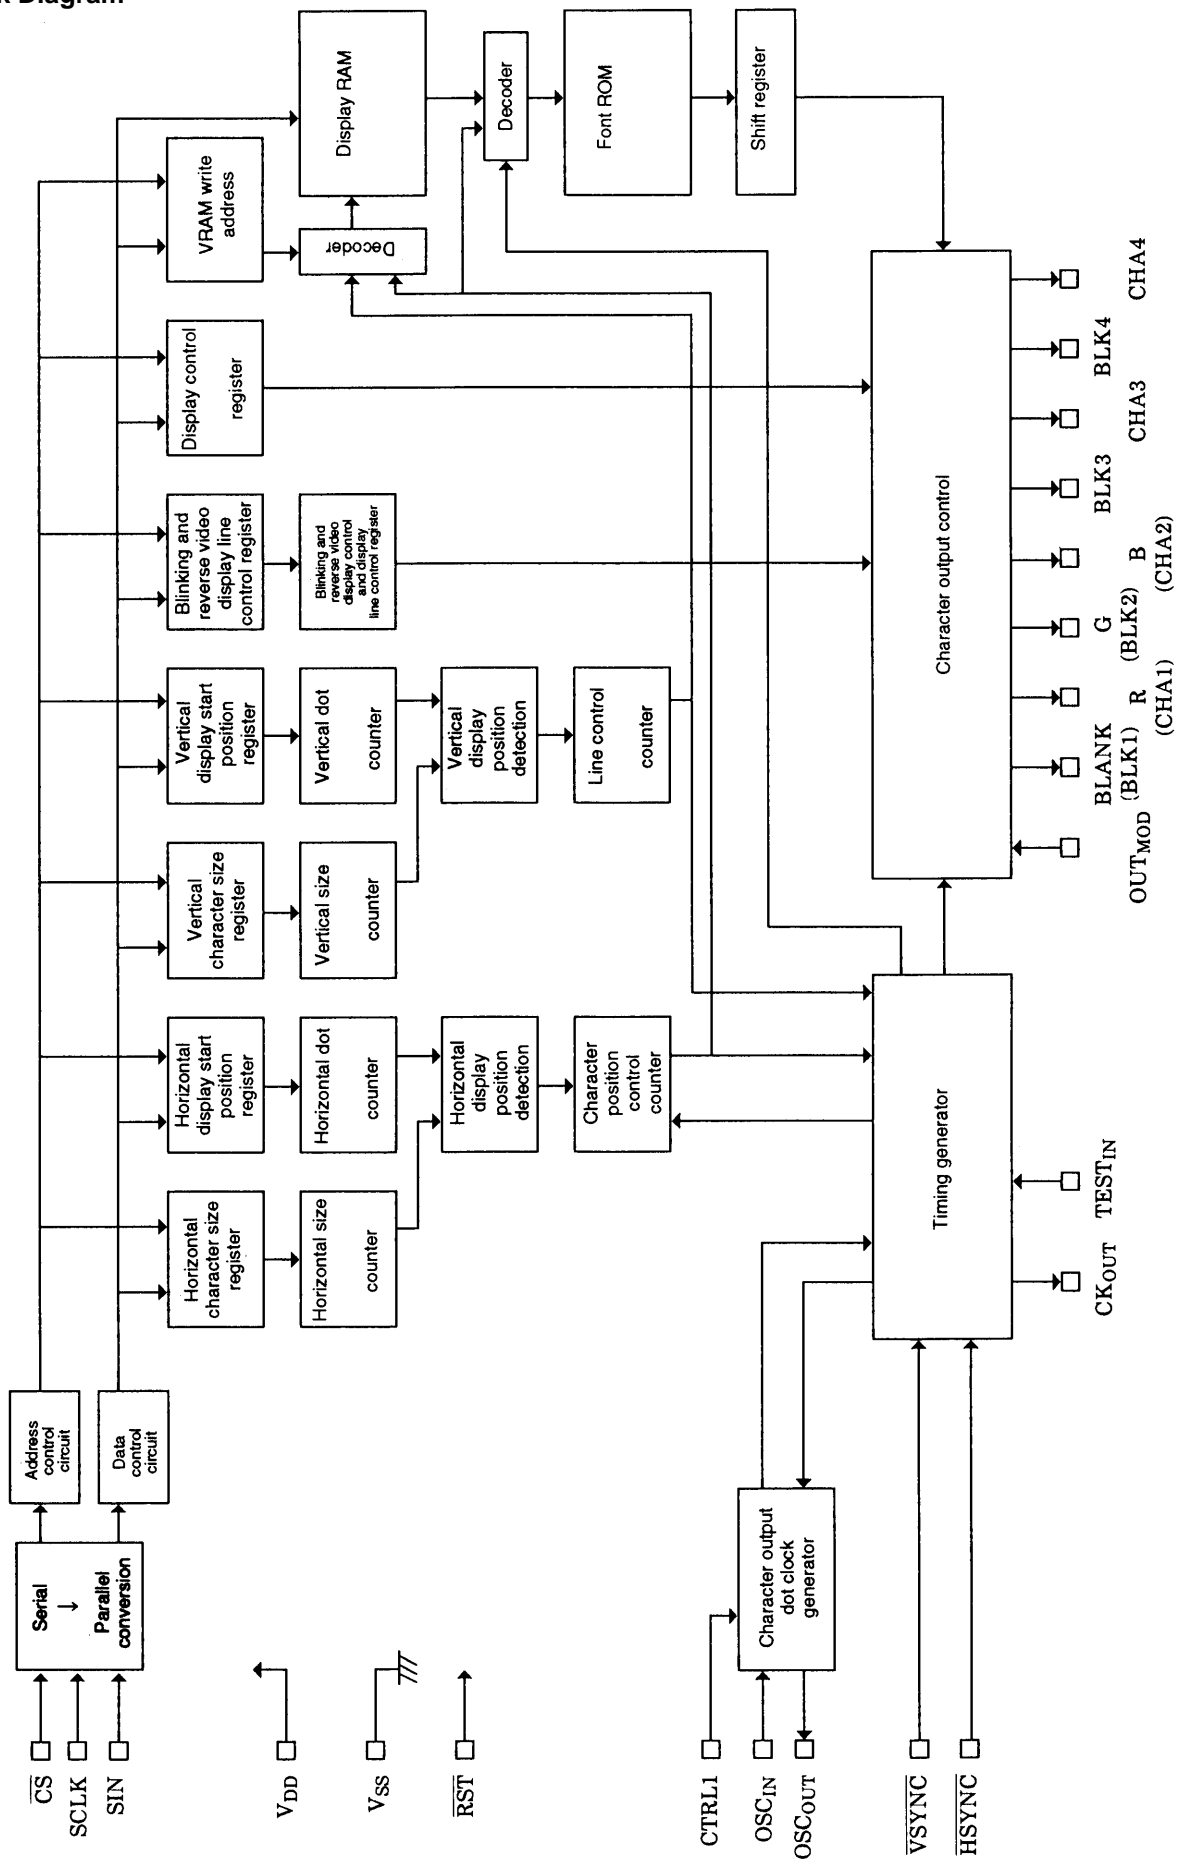 k Diagram
CS
SCLK
SIN
VDD
VSS
RST
CTRL1
OSCIN
OSCOUT
VSYNC
HSYNC
Serial
↓
Parallel
conversion
Address
control
circuit
Data
control
circuit
Character output
dot clock
generator
Horizontal
character size
register
Horizontal size
counter
Horizontal
display start
position
register
Horizontal dot
counter
Horizontal
display
position
detection
Character
position
control
counter
Timing generator
CKOUT
TESTIN
Vertical
character size
register
Vertical size
counter
Vertical
display start
position
register
Vertical dot
counter
Vertical
display
position
detection
Line control
counter
Blinking and
reverse video
display line
control register
Blinking and
reverse video
display control
and display
line control register
Display control
register
VRAM write
address
Decoder
Display RAM
Decoder
Font ROM
Shift register
Character output control
OUTMOD
BLANK
(BLK1)
R
(CHA1)
G
(BLK2)
B
(CHA2)
BLK3
CHA3
BLK4
CHA4